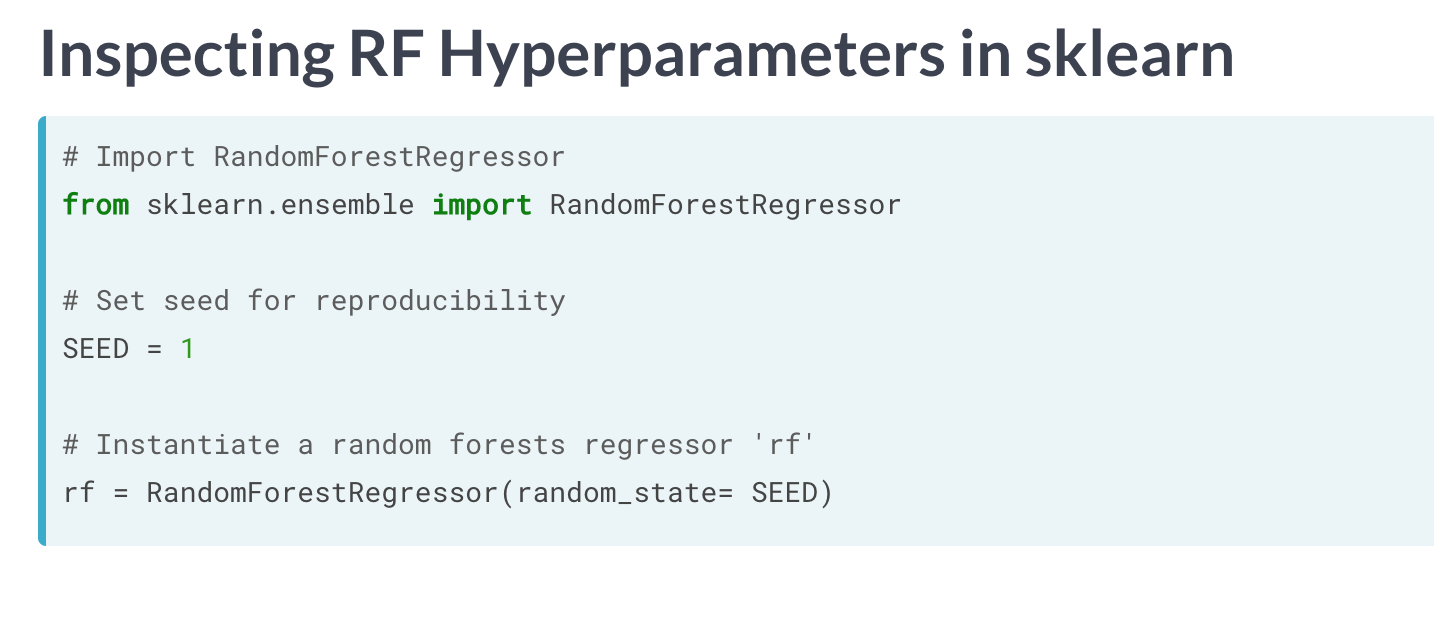 Inspecting RF Hyperparameters in sklearn
# Import RandomForestRegressor
from sklearn.ensemble import RandomForestRegressor
# Set seed for reproducibility
SEED = 1
# Instantiate a random forests regressor 'rf'
rf = RandomForestRegressor(random_state= SEED)